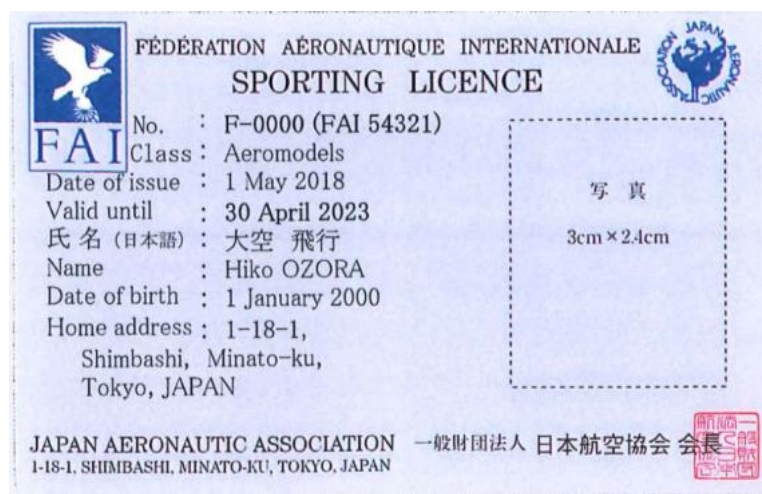 FÉDÉRATION AÉRONAUTIQUE INTERNATIONALE
SPORTING LICENCE
FAI
JAPAN AERONAUTIC ASSOCIATION
No. : F-0000 (FAI 54321)
Class : Aeromodels
Date of issue : 1 May 2018
Valid until : 30 April 2023
氏 名 (日本語) : 大空 飛行
Name : Hiko OZORA
Date of birth : 1 January 2000
Home address : 1-18-1,
Shimbashi, Minato-ku,
Tokyo, JAPAN
写 真
3cm×2.4cm
JAPAN AERONAUTIC ASSOCIATION 一般財団法人 日本航空協会 会長
1-18-1, SHIMBASHI, MINATO-KU, TOKYO, JAPAN